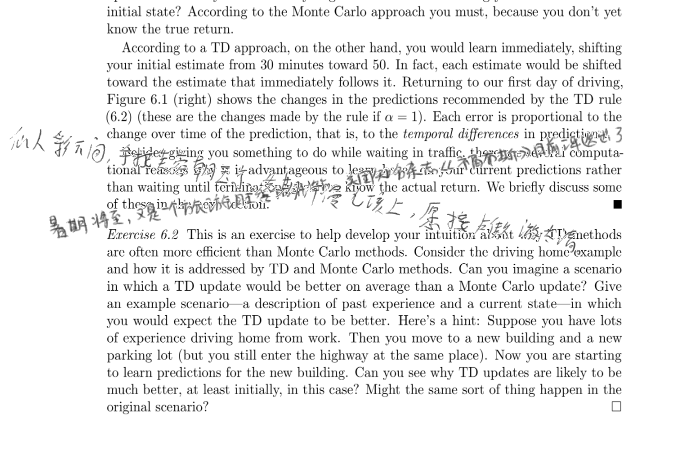 initial state? According to the Monte Carlo approach you must, because you don't yet
know the true return.
According to a TD approach, on the other hand, you would learn immediately, shifting
your initial estimate from 30 minutes toward 50. In fact, each estimate would be shifted
toward the estimate that immediately follows it. Returning to our first day of driving,
Figure 6.1 (right) shows the changes in the predictions recommended by the TD rule
(6.2) (these are the changes made by the rule if α = 1). Each error is proportional to the
change over time of the prediction, that is, to the temporal differences in predictions.
Besides giving you something to do while waiting in traffic, there are several computa-
tional reasons why it is advantageous to learn based on your current predictions rather
than waiting until termination when you know the actual return. We briefly discuss some
of these in the next section.
暑期将至，又是一个旅游旺季
Exercise 6.2 This is an exercise to help develop your intuition about why TD methods
are often more efficient than Monte Carlo methods. Consider the driving home example
and how it is addressed by TD and Monte Carlo methods. Can you imagine a scenario
in which a TD update would be better on average than a Monte Carlo update? Give
an example scenario—a description of past experience and a current state—in which
you would expect the TD update to be better. Here's a hint: Suppose you have lots
of experience driving home from work. Then you move to a new building and a new
parking lot (but you still enter the highway at the same place). Now you are starting
to learn predictions for the new building. Can you see why TD updates are likely to be
much better, at least initially, in this case? Might the same sort of thing happen in the
original scenario?